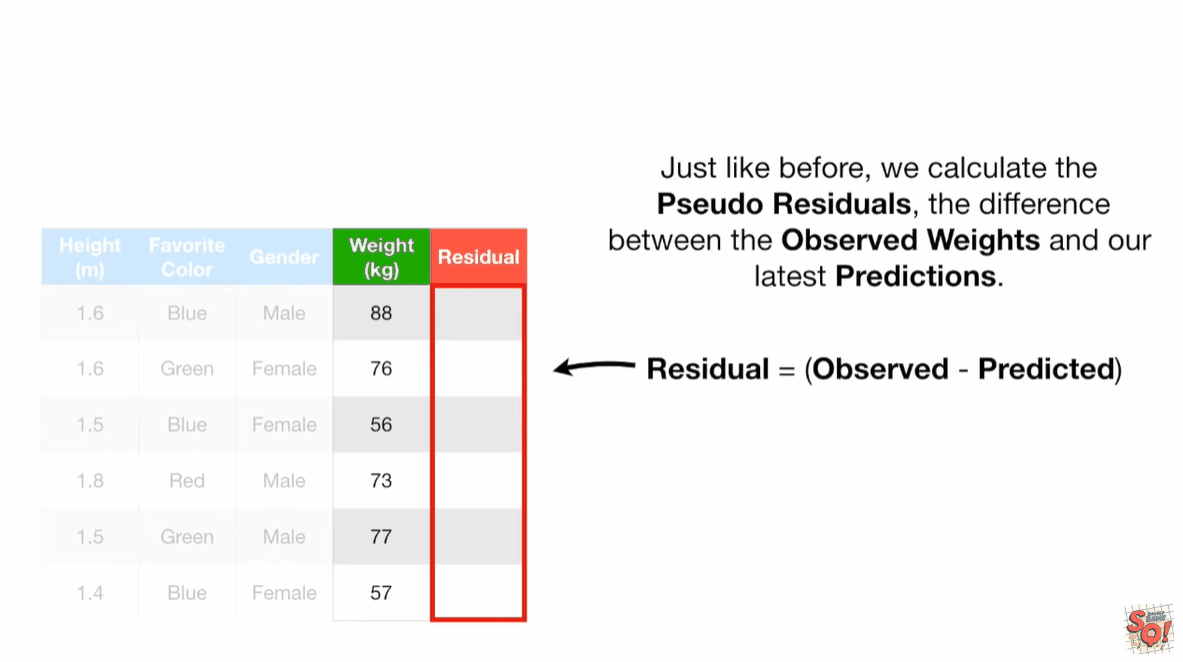 Just like before, we calculate the
Pseudo Residuals, the difference
between the Observed Weights and our
latest Predictions.
Residual = (Observed - Predicted)
Height (m) Favorite Color Gender Weight (kg) Residual
1.6 Blue Male 88
1.6 Green Female 76
1.5 Blue Female 56
1.8 Red Male 73
1.5 Green Male 77
1.4 Blue Female 57
SQ!